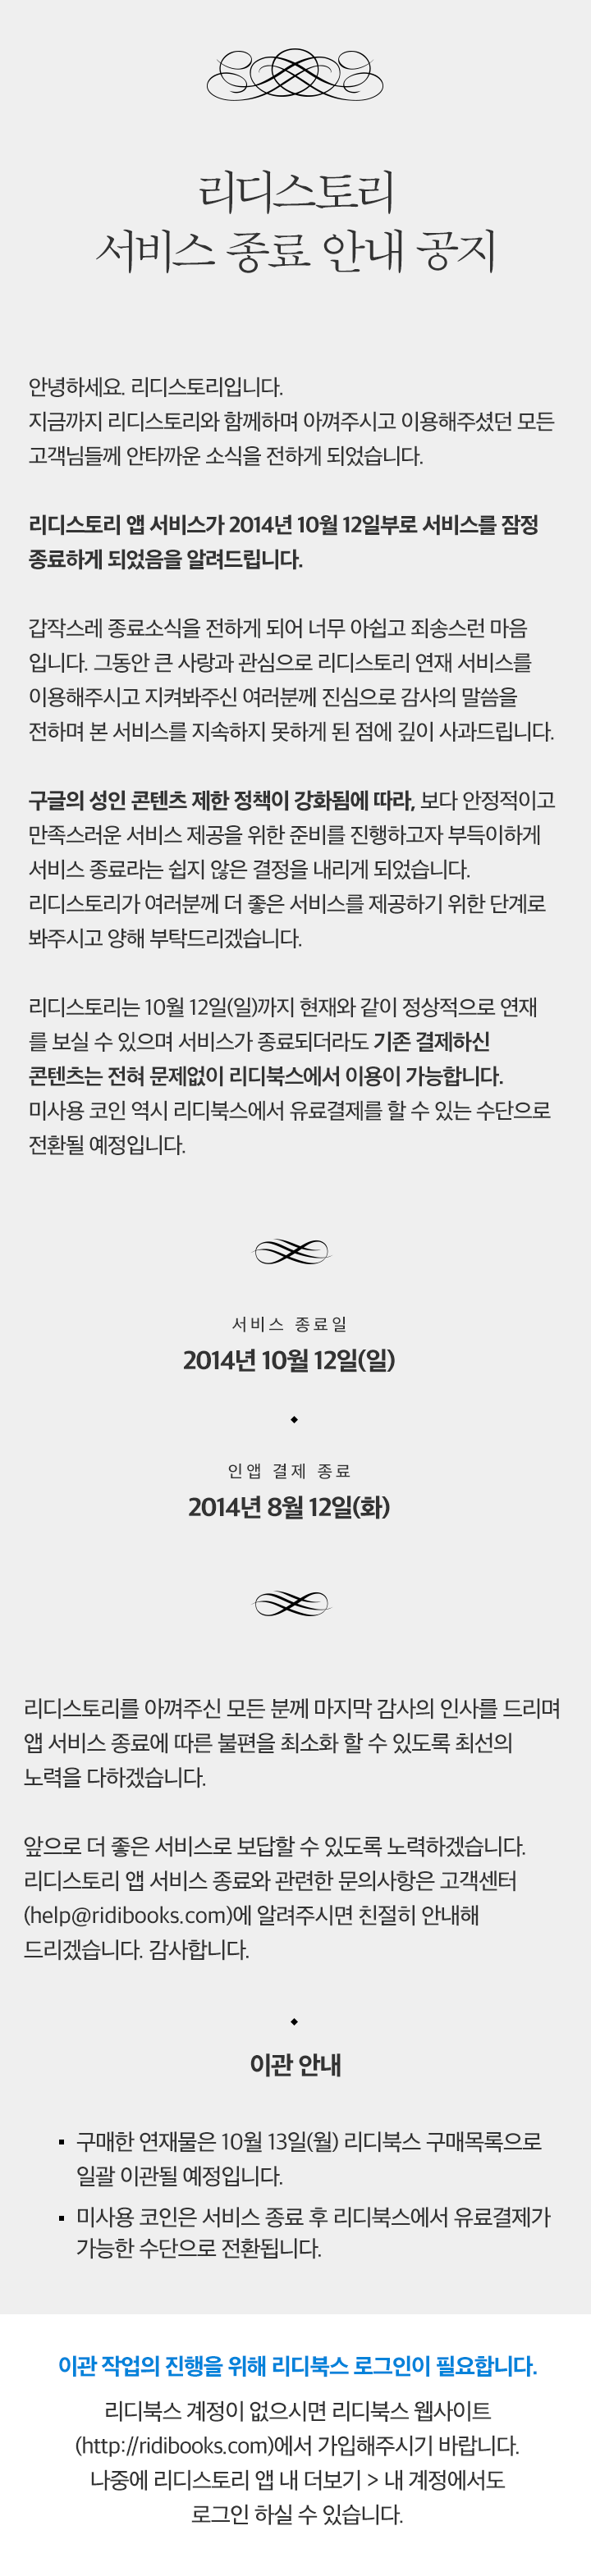 리디스토리
서비스 종료 안내 공지
안녕하세요. 리디스토리입니다.
지금까지 리디스토리와 함께하며 아껴주시고 이용해주셨던 모든
고객님들께 안타까운 소식을 전하게 되었습니다.
리디스토리 앱 서비스가 2014년 10월 12일부로 서비스를 잠정
종료하게 되었음을 알려드립니다.
갑작스레 종료소식을 전하게 되어 너무 아쉽고 죄송스런 마음
입니다. 그동안 큰 사랑과 관심으로 리디스토리 연재 서비스를
이용해주시고 지켜봐주신 여러분께 진심으로 감사의 말씀을
전하며 본 서비스를 지속하지 못하게 된 점에 깊이 사과드립니다.
구글의 성인 콘텐츠 제한 정책이 강화됨에 따라, 보다 안정적이고
만족스러운 서비스 제공을 위한 준비를 진행하고자 부득이하게
서비스 종료라는 쉽지 않은 결정을 내리게 되었습니다.
리디스토리가 여러분께 더 좋은 서비스를 제공하기 위한 단계로
봐주시고 양해 부탁드리겠습니다.
리디스토리는 10월 12일(일)까지 현재와 같이 정상적으로 연재
를 보실 수 있으며 서비스가 종료되더라도 기존 결제하신
콘텐츠는 전혀 문제없이 리디북스에서 이용이 가능합니다.
미사용 코인 역시 리디북스에서 유료결제를 할 수 있는 수단으로
전환될 예정입니다.
서비스 종료일
2014년 10월 12일(일)
인앱 결제 종료
2014년 8월 12일(화)
리디스토리를 아껴주신 모든 분께 마지막 감사의 인사를 드리며
앱 서비스 종료에 따른 불편을 최소화 할 수 있도록 최선의
노력을 다하겠습니다.
앞으로 더 좋은 서비스로 보답할 수 있도록 노력하겠습니다.
리디스토리 앱 서비스 종료와 관련한 문의사항은 고객센터
(help@ridibooks.com)에 알려주시면 친절히 안내해
드리겠습니다. 감사합니다.
이관 안내
▪ 구매한 연재물은 10월 13일(월) 리디북스 구매목록으로
일괄 이관될 예정입니다.
▪ 미사용 코인은 서비스 종료 후 리디북스에서 유료결제가
가능한 수단으로 전환됩니다.
이관 작업의 진행을 위해 리디북스 로그인이 필요합니다.
리디북스 계정이 없으시면 리디북스 웹사이트
(http://ridibooks.com)에서 가입해주시기 바랍니다.
나중에 리디스토리 앱 내 더보기 > 내 계정에서도
로그인 하실 수 있습니다.